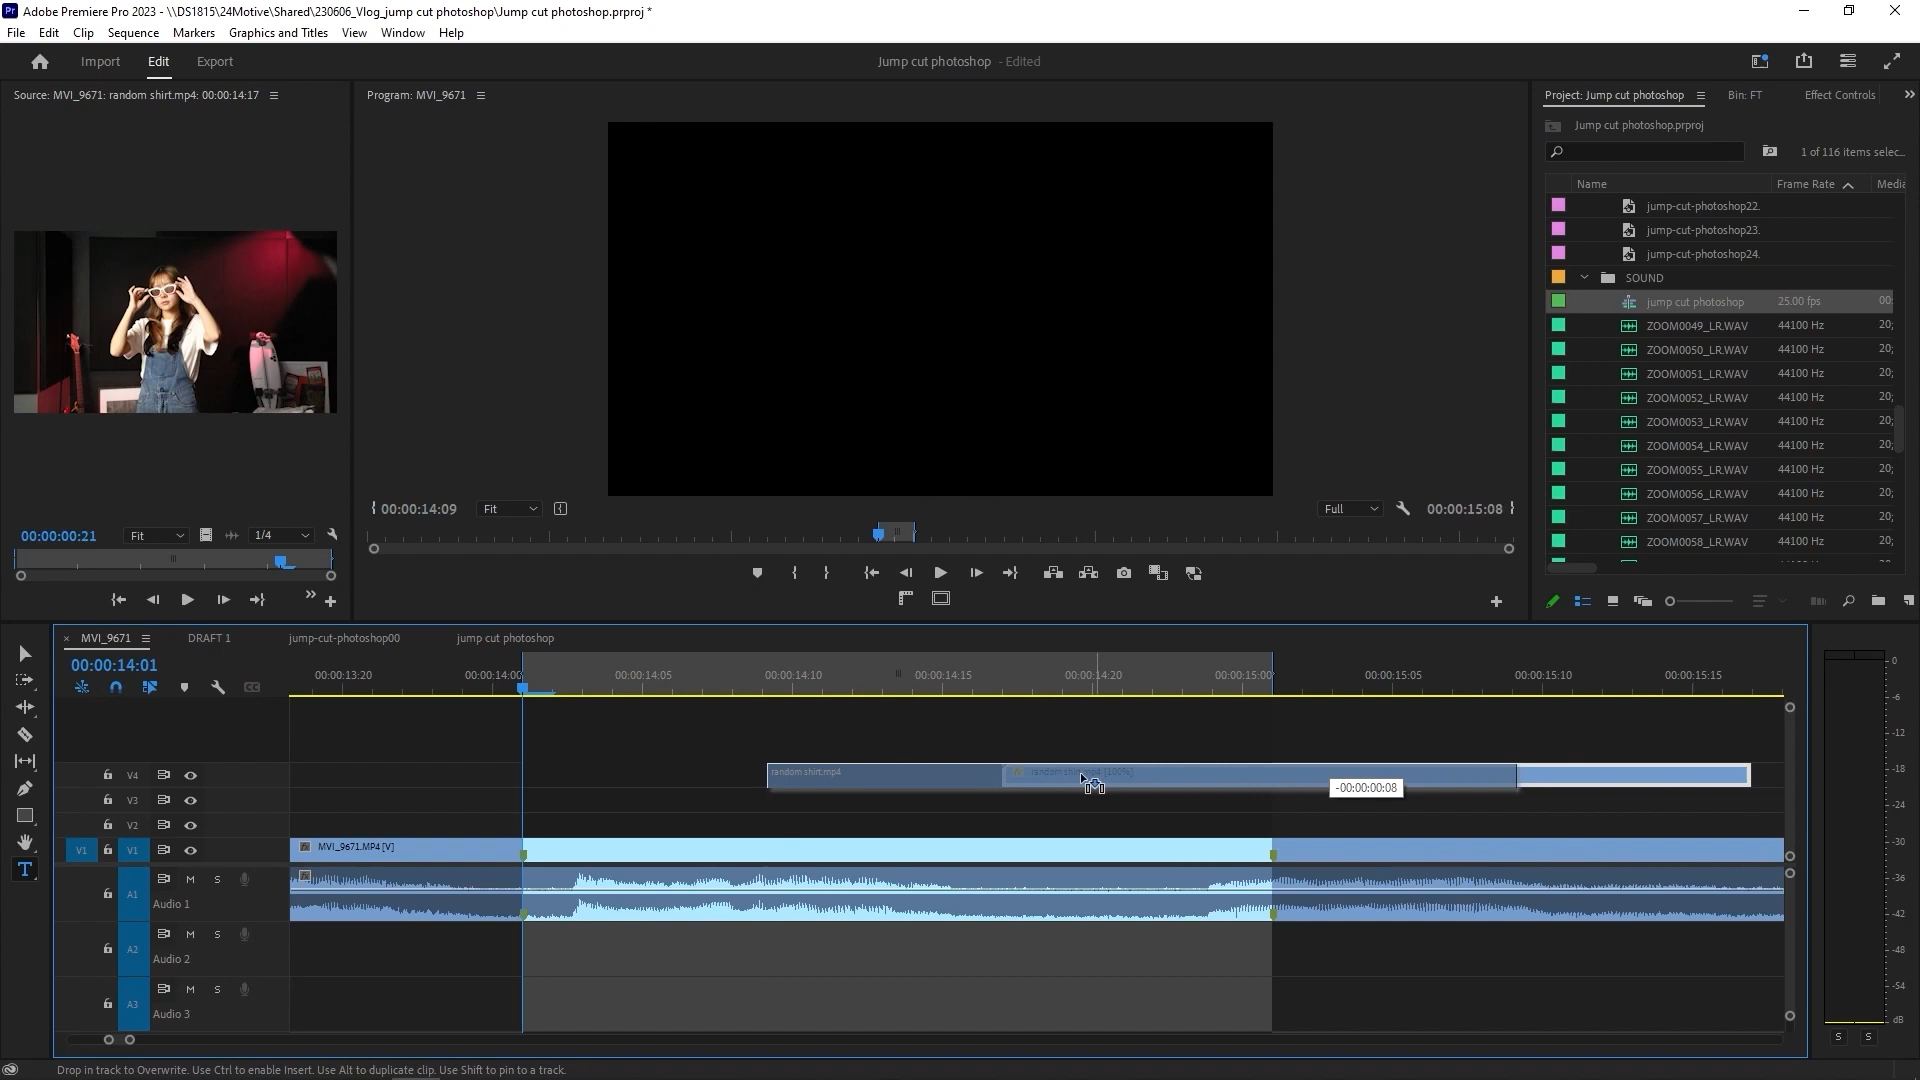 Pr Adobe Premiere Pro 2023 - \\DS1815\24Motive\Shared\230606_Vlog_jump cut photoshop\Jump cut photoshop.prproj *
File Edit Clip Sequence Markers Graphics and Titles View Window Help
Import Edit Export
Jump cut photoshop - Edited
Source: MVI_9671: random shirt.mp4: 00:00:14:17
Program: MVI_9671
Project: Jump cut photoshop
Bin: FT
Effect Controls
Jump cut photoshop.prproj
1 of 116 items selec...
Name Frame Rate Media
jump-cut-photoshop22.
jump-cut-photoshop23.
jump-cut-photoshop24.
SOUND
jump cut photoshop 25.00 fps 00:
ZOOM0049_LR.WAV 44100 Hz 20;
ZOOM0050_LR.WAV 44100 Hz 20;
ZOOM0051_LR.WAV 44100 Hz 20;
ZOOM0052_LR.WAV 44100 Hz 20;
ZOOM0053_LR.WAV 44100 Hz 20;
ZOOM0054_LR.WAV 44100 Hz 20;
ZOOM0055_LR.WAV 44100 Hz 20;
ZOOM0056_LR.WAV 44100 Hz 20;
ZOOM0057_LR.WAV 44100 Hz 20;
ZOOM0058_LR.WAV 44100 Hz 20;
00:00:00:21 Fit 1/4
00:00:14:09 Fit
Full 00:00:15:08
MVI_9671
DRAFT 1
jump-cut-photoshop00
jump cut photoshop
00:00:14:01
00:00:13:20 00:00:14:00 00:00:14:05 00:00:14:10 00:00:14:15 00:00:14:20 00:00:15:00 00:00:15:05 00:00:15:10 00:00:15:15
V4
random shirt.mp4
random shirt.mp4 [100%]
-00:00:00:08
V3
V2
V1 V1
MVI_9671.MP4 [V]
A1 M S
Audio 1
A2 M S
Audio 2
A3 M S
Audio 3
0
-6
-12
-18
-24
-30
-36
-42
-48
-54
dB
S S
Drop in track to Overwrite. Use Ctrl to enable Insert. Use Alt to duplicate clip. Use Shift to pin to a track.